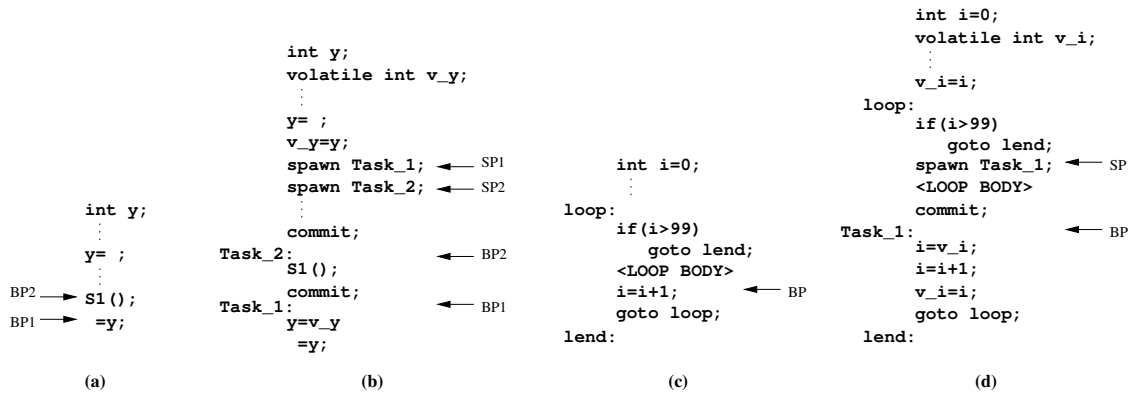 int y;
y= ;
BP2
S1();
BP1
=y;
(a)
int y;
volatile int v_y;
y= ;
v_y=y;
spawn Task_1;
SP1
spawn Task_2;
SP2
commit;
Task_2:
BP2
S1();
commit;
Task_1:
BP1
y=v_y
=y;
(b)
int i=0;
loop:
if(i>99)
goto lend;
<LOOP BODY>
i=i+1;
BP
goto loop;
lend:
(c)
int i=0;
volatile int v_i;
v_i=i;
loop:
if(i>99)
goto lend;
spawn Task_1;
SP
<LOOP BODY>
commit;
Task_1:
BP
i=v_i;
i=i+1;
v_i=i;
goto loop;
lend:
(d)